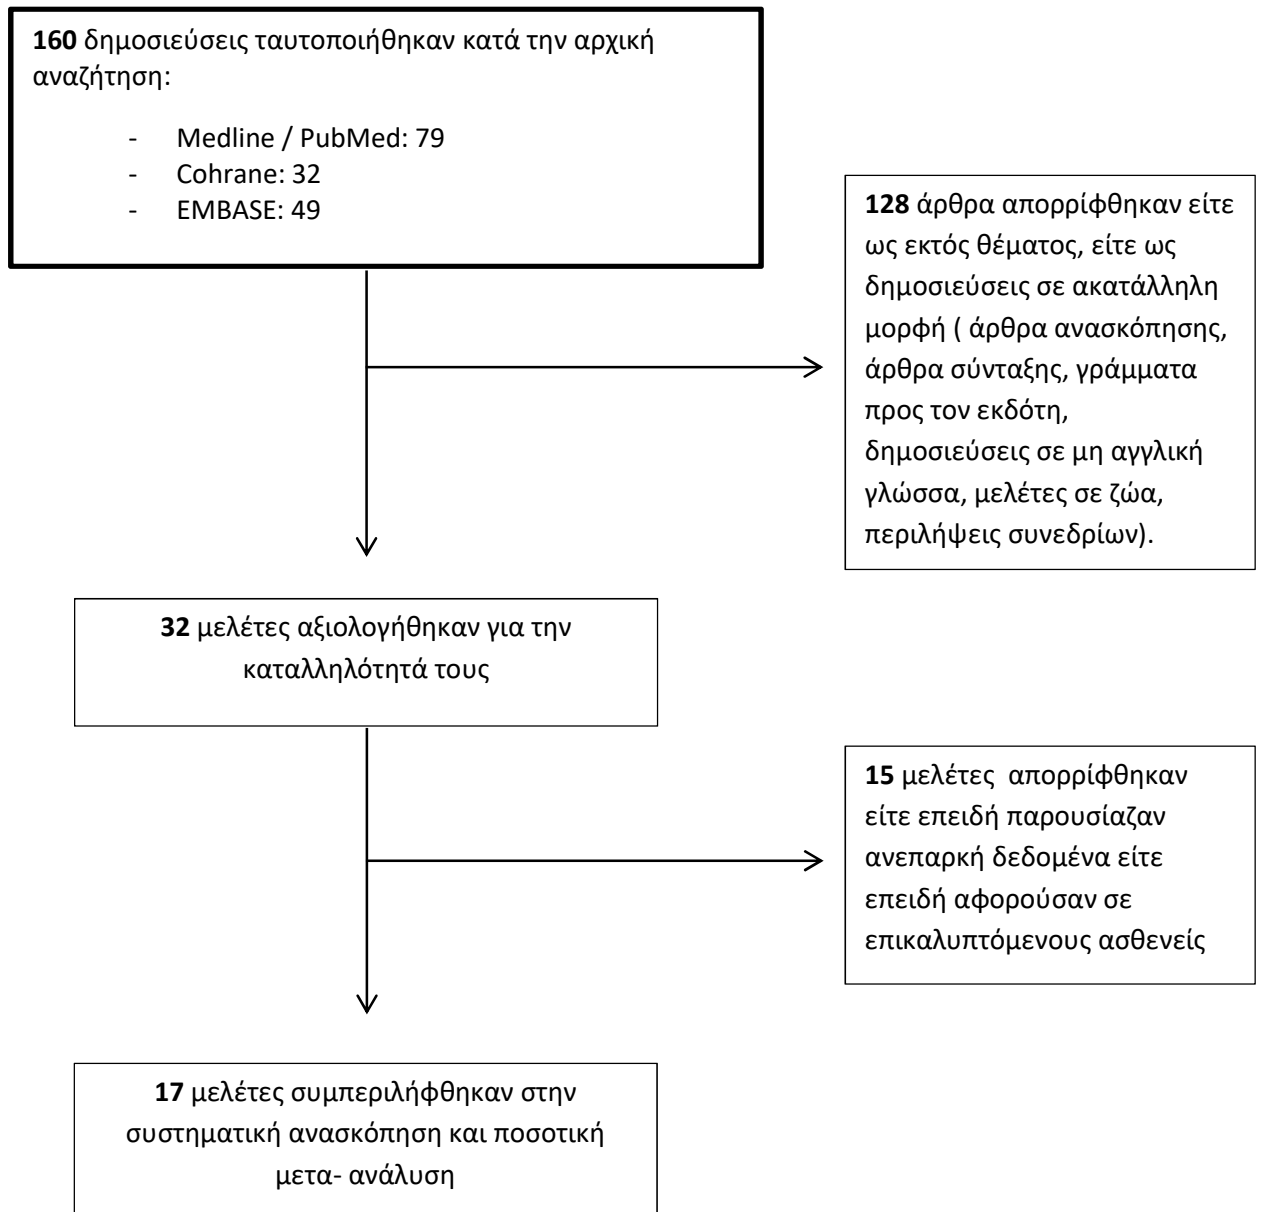 160 δημοσιεύσεις ταυτοποιήθηκαν κατά την αρχική
αναζήτηση:
- Medline / PubMed: 79
- Cohrane: 32
- EMBASE: 49
128 άρθρα απορρίφθηκαν είτε
ως εκτός θέματος, είτε ως
δημοσιεύσεις σε ακατάλληλη
μορφή ( άρθρα ανασκόπησης,
άρθρα σύνταξης, γράμματα
προς τον εκδότη,
δημοσιεύσεις σε μη αγγλική
γλώσσα, μελέτες σε ζώα,
περιλήψεις συνεδρίων).
32 μελέτες αξιολογήθηκαν για την
καταλληλότητά τους
15 μελέτες  απορρίφθηκαν
είτε επειδή παρουσίαζαν
ανεπαρκή δεδομένα είτε
επειδή αφορούσαν σε
επικαλυπτόμενους ασθενείς
17 μελέτες συμπεριλήφθηκαν στην
συστηματική ανασκόπηση και ποσοτική
μετα- ανάλυση